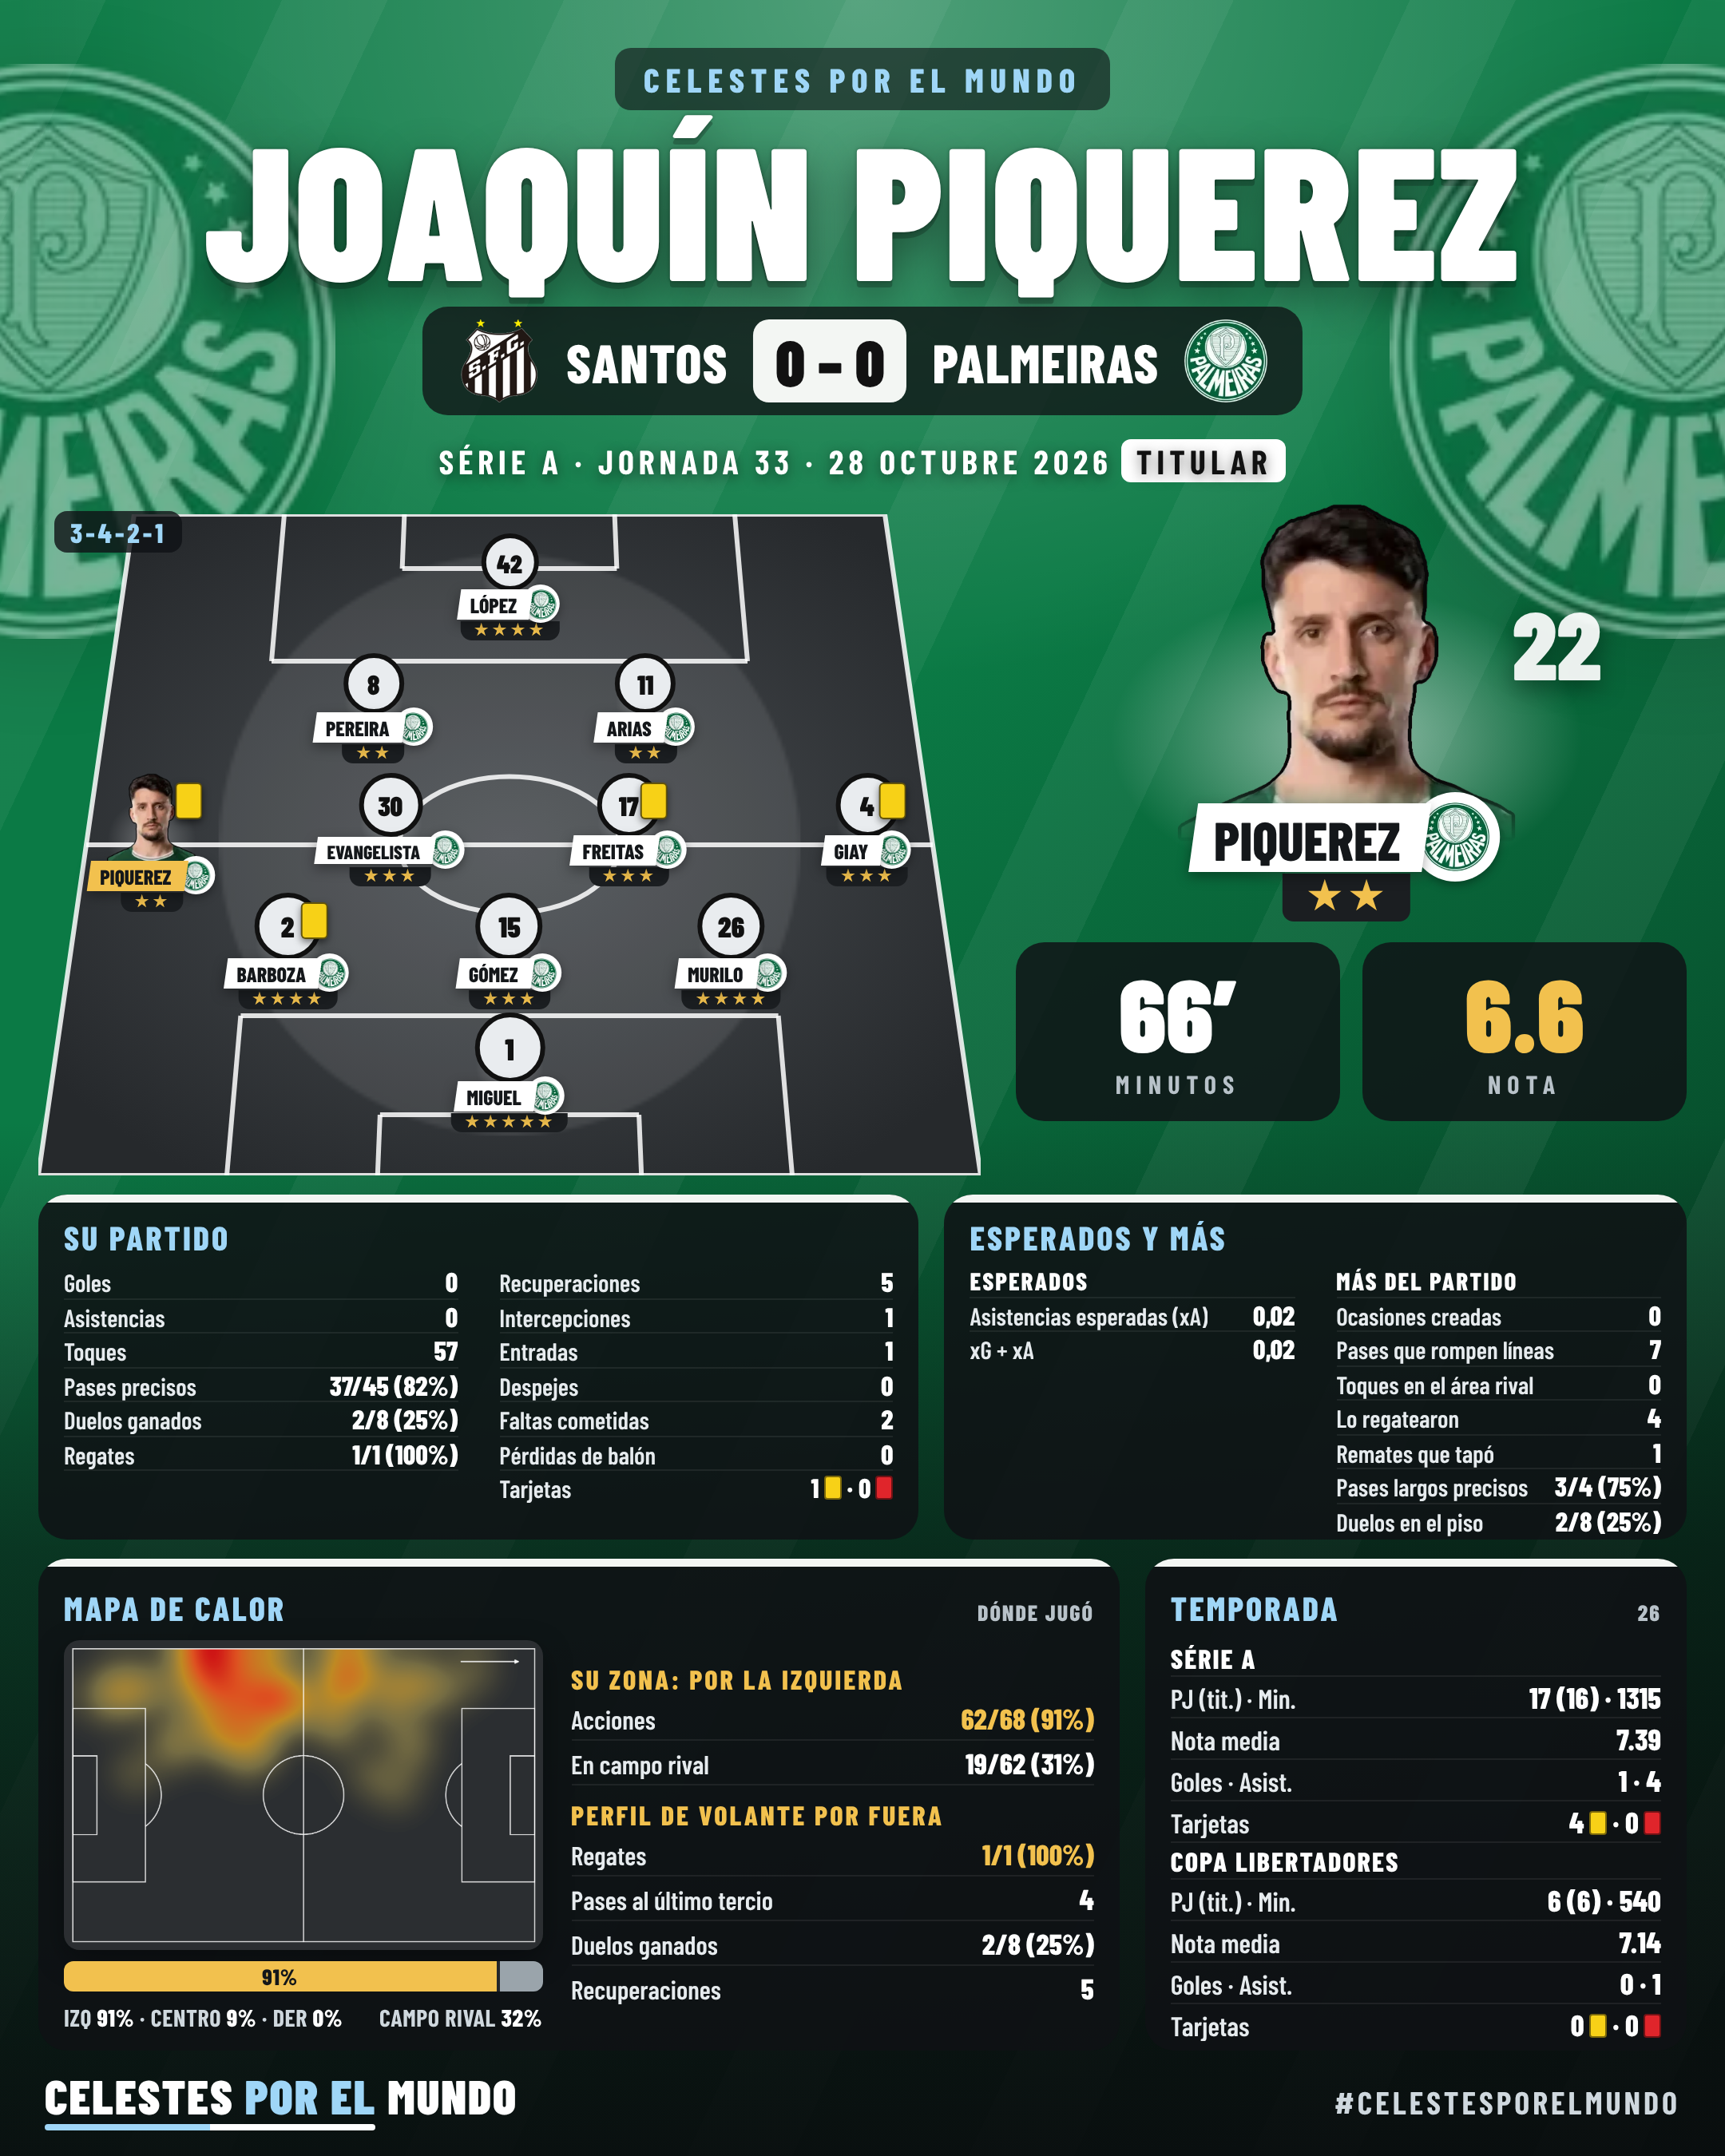 CELESTES POR EL MUNDO
JOAQUÍN PIQUEREZ
S.F.C.
SANTOS 0 - 0 PALMEIRAS
PALMEIRAS
SÉRIE A · JORNADA 33 · 28 OCTUBRE 2026 TITULAR
3-4-2-1
42
LÓPEZ
8
PEREIRA
11
ARIAS
PIQUEREZ
30
EVANGELISTA
17
FREITAS
4
GIAY
2
BARBOZA
15
GÓMEZ
26
MURILO
1
MIGUEL
22
PIQUEREZ
PALMEIRAS
66'
MINUTOS
6.6
NOTA
SU PARTIDO
Goles 0
Asistencias 0
Toques 57
Pases precisos 37/45 (82%)
Duelos ganados 2/8 (25%)
Regates 1/1 (100%)
Recuperaciones 5
Intercepciones 1
Entradas 1
Despejes 0
Faltas cometidas 2
Pérdidas de balón 0
Tarjetas 1 · 0
ESPERADOS Y MÁS
ESPERADOS
Asistencias esperadas (xA) 0,02
xG + xA 0,02
MÁS DEL PARTIDO
Ocasiones creadas 0
Pases que rompen líneas 7
Toques en el área rival 0
Lo regatearon 4
Remates que tapó 1
Pases largos precisos 3/4 (75%)
Duelos en el piso 2/8 (25%)
MAPA DE CALOR
DÓNDE JUGÓ
91%
IZQ 91% · CENTRO 9% · DER 0% CAMPO RIVAL 32%
SU ZONA: POR LA IZQUIERDA
Acciones 62/68 (91%)
En campo rival 19/62 (31%)
PERFIL DE VOLANTE POR FUERA
Regates 1/1 (100%)
Pases al último tercio 4
Duelos ganados 2/8 (25%)
Recuperaciones 5
TEMPORADA 26
SÉRIE A
PJ (tit.) · Min. 17 (16) · 1315
Nota media 7.39
Goles · Asist. 1 · 4
Tarjetas 4 · 0
COPA LIBERTADORES
PJ (tit.) · Min. 6 (6) · 540
Nota media 7.14
Goles · Asist. 0 · 1
Tarjetas 0 · 0
CELESTES POR EL MUNDO
#CELESTESPORELMUNDO